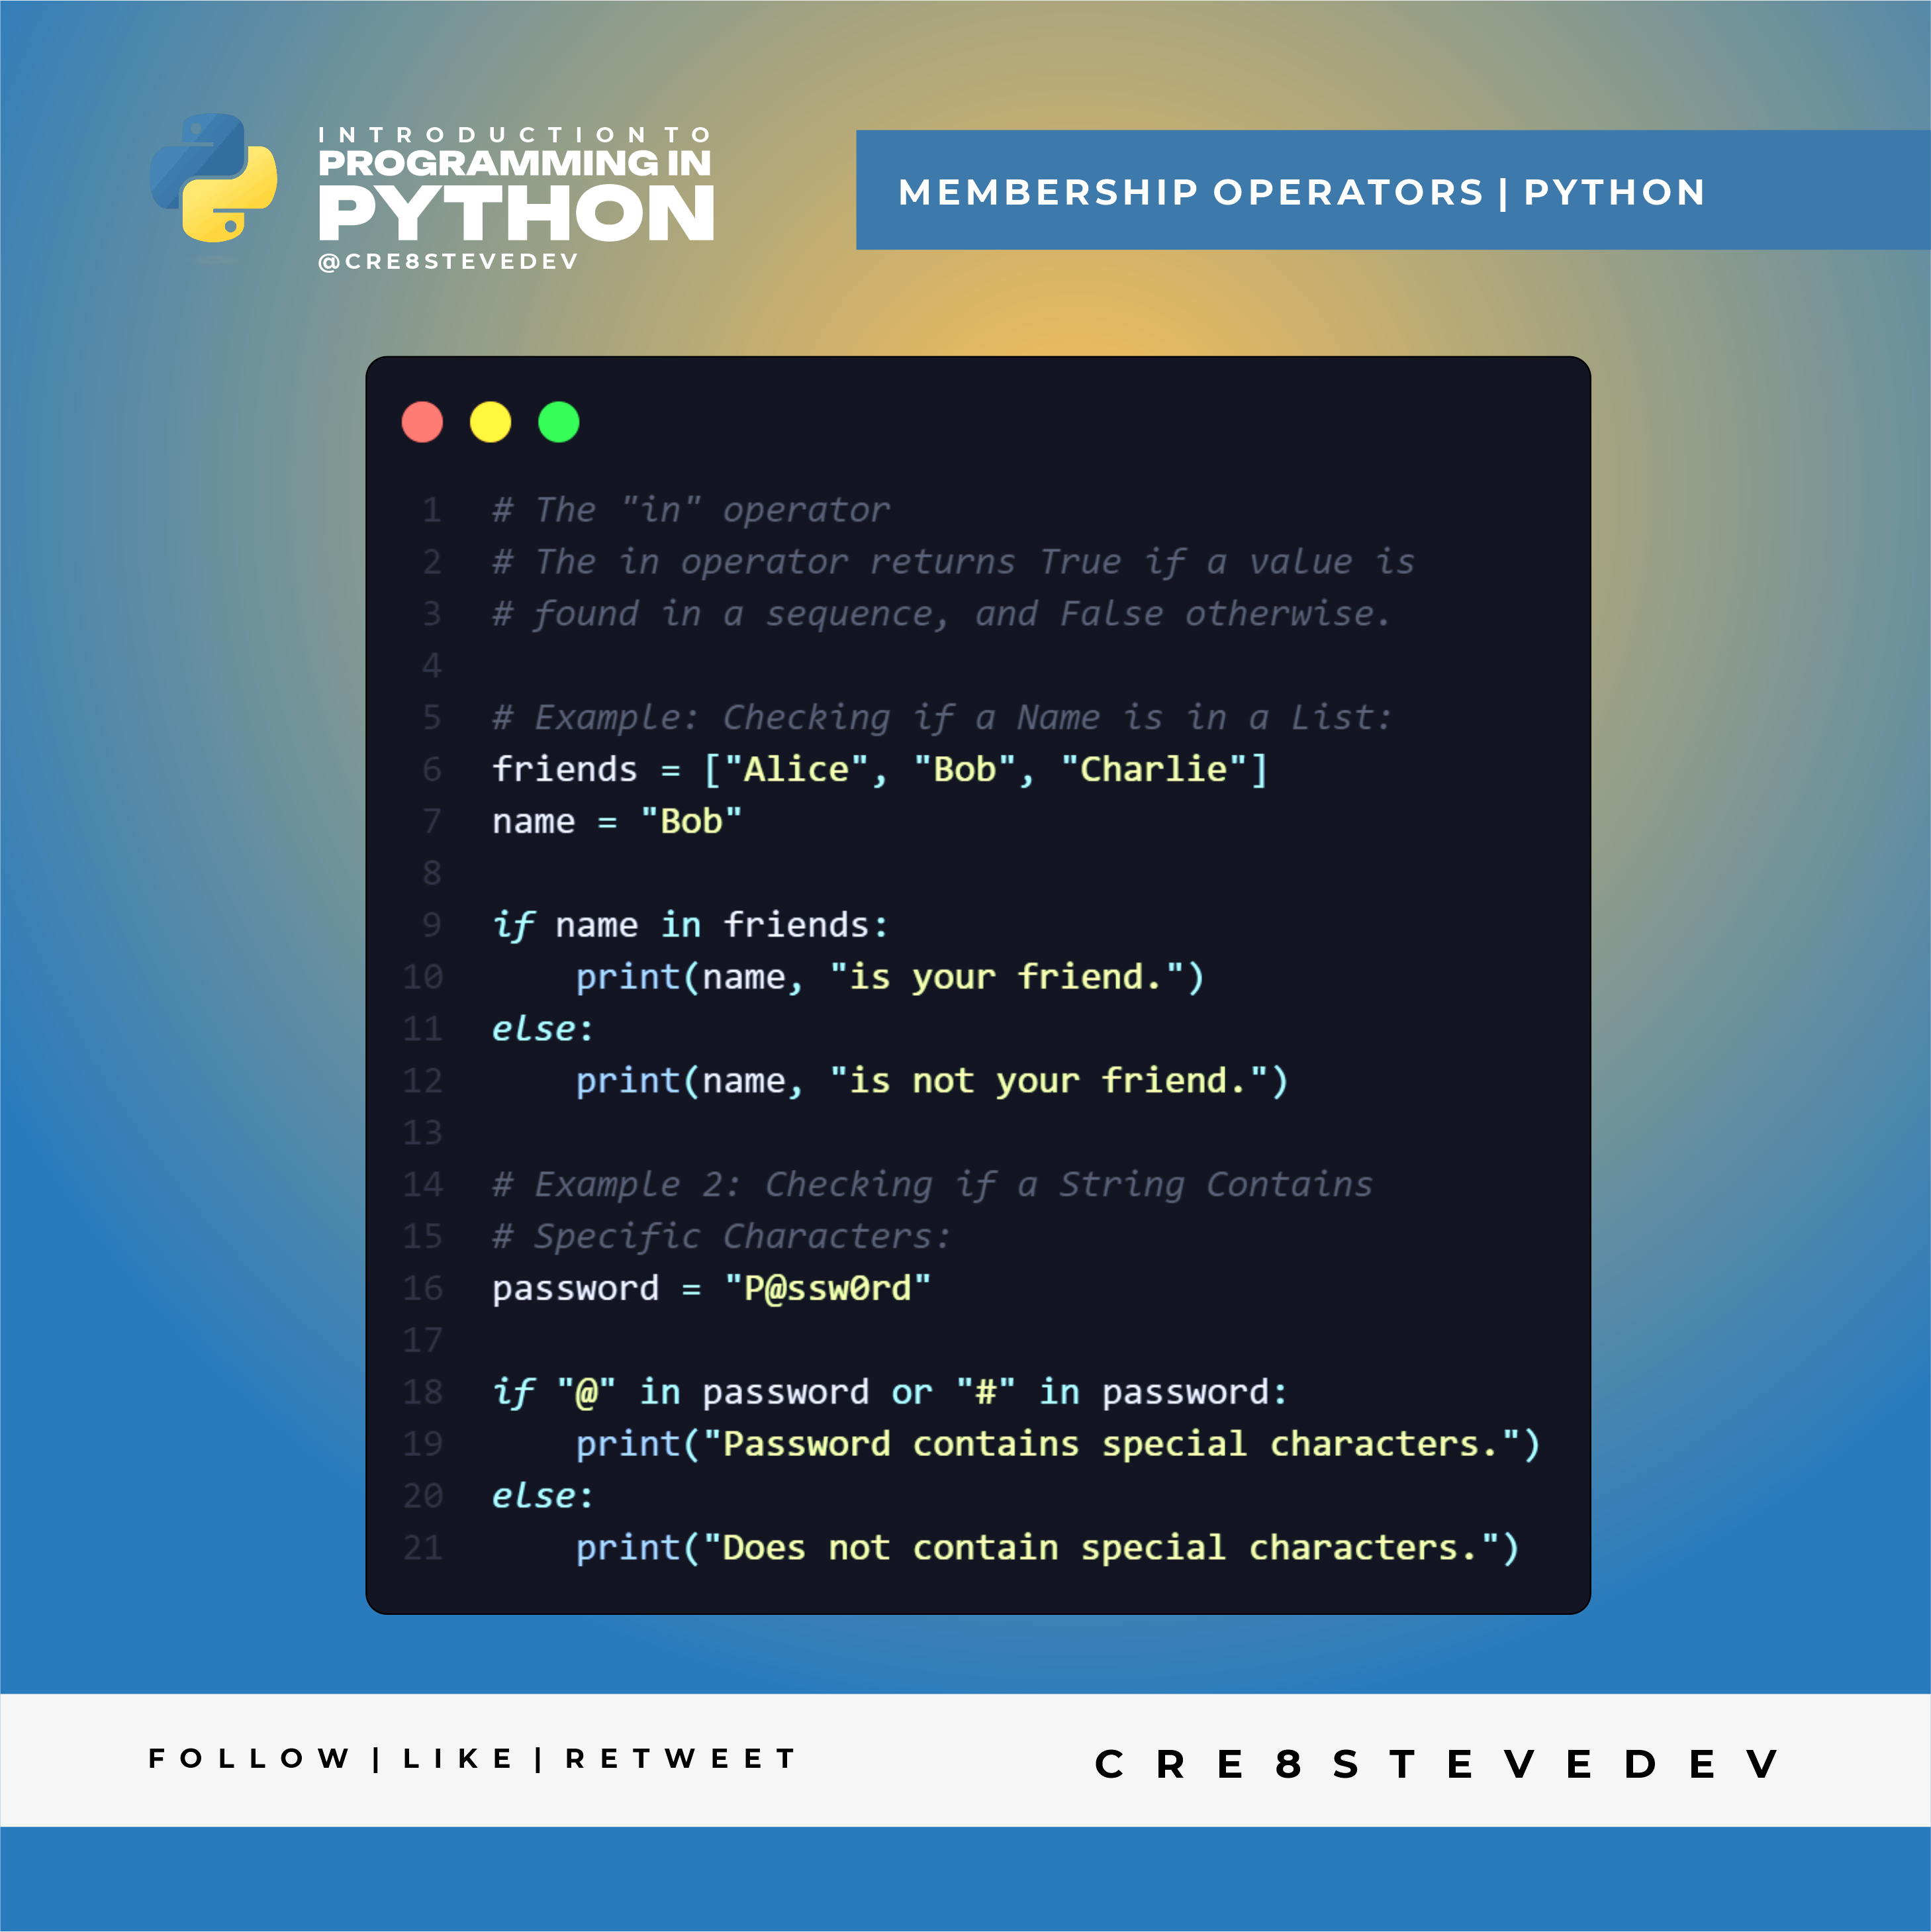 INTRODUCTION TO
PROGRAMMING IN
PYTHON
@CRE8STEVEDEV
MEMBERSHIP OPERATORS | PYTHON
1 # The "in" operator
2 # The in operator returns True if a value is
3 # found in a sequence, and False otherwise.
4
5 # Example: Checking if a Name is in a List:
6 friends = ["Alice", "Bob", "Charlie"]
7 name = "Bob"
8
9 if name in friends:
10     print(name, "is your friend.")
11 else:
12     print(name, "is not your friend.")
13
14 # Example 2: Checking if a String Contains
15 # Specific Characters:
16 password = "P@ssw0rd"
17
18 if "@" in password or "#" in password:
19     print("Password contains special characters.")
20 else:
21     print("Does not contain special characters.")
FOLLOW | LIKE | RETWEET
CRE8STEVEDEV